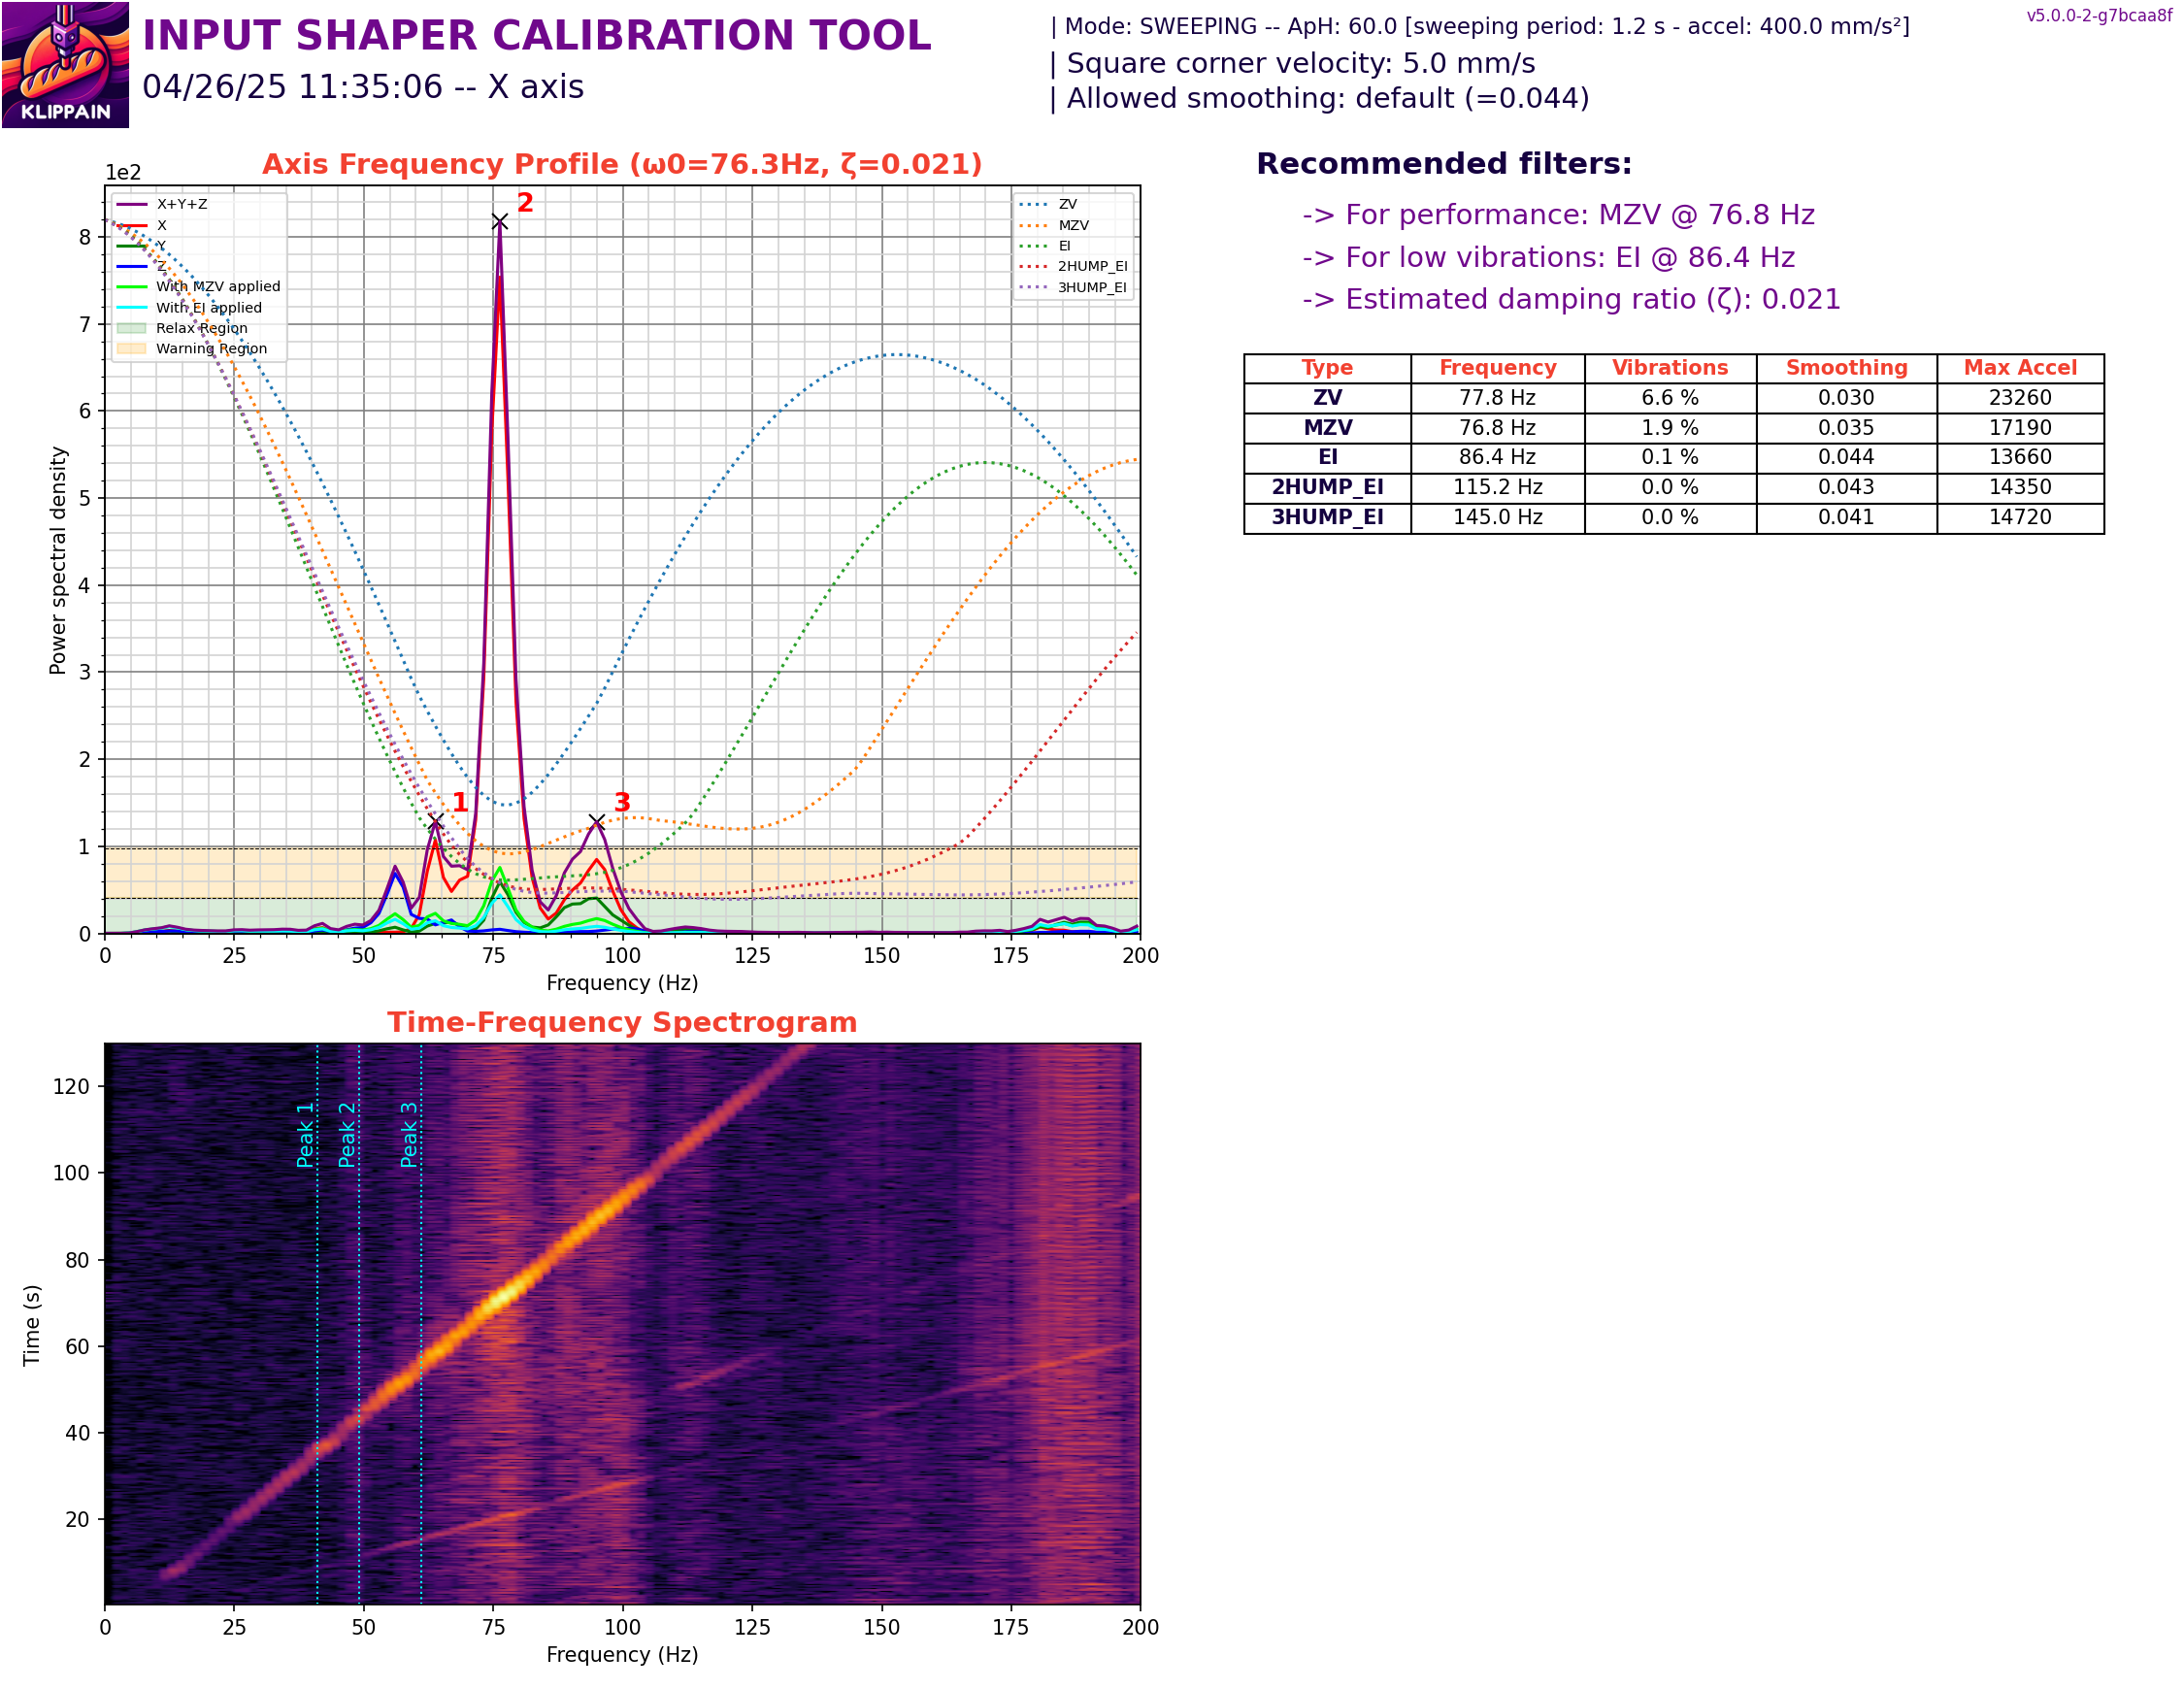 KLIPPAIN
INPUT SHAPER CALIBRATION TOOL
04/26/25 11:35:06 -- X axis
| Mode: SWEEPING -- ApH: 60.0 [sweeping period: 1.2 s - accel: 400.0 mm/s²]
| Square corner velocity: 5.0 mm/s
| Allowed smoothing: default (=0.044)
v5.0.0-2-g7bcaa8f
Axis Frequency Profile (ω0=76.3Hz, ζ=0.021)
1e2
X+Y+Z
X
Y
Z
With MZV applied
With EI applied
Relax Region
Warning Region
ZV
MZV
EI
2HUMP_EI
3HUMP_EI
2
1
3
Power spectral density
8
7
6
5
4
3
2
1
0
0 25 50 75 100 125 150 175 200
Frequency (Hz)
Recommended filters:
-> For performance: MZV @ 76.8 Hz
-> For low vibrations: EI @ 86.4 Hz
-> Estimated damping ratio (ζ): 0.021
Type Frequency Vibrations Smoothing Max Accel
ZV 77.8 Hz 6.6 % 0.030 23260
MZV 76.8 Hz 1.9 % 0.035 17190
EI 86.4 Hz 0.1 % 0.044 13660
2HUMP_EI 115.2 Hz 0.0 % 0.043 14350
3HUMP_EI 145.0 Hz 0.0 % 0.041 14720
Time-Frequency Spectrogram
Peak 1
Peak 2
Peak 3
Time (s)
120
100
80
60
40
20
0 25 50 75 100 125 150 175 200
Frequency (Hz)